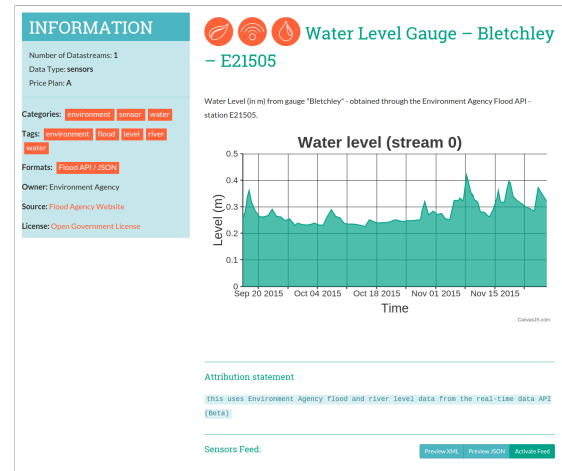 INFORMATION
Number of Datastreams: 1
Data Type: sensors
Price Plan: A
Categories: environment sensor water
Tags: environment flood level river
water
Formats: Flood API / JSON
Owner: Environment Agency
Source: Flood Agency Website
License: Open Government License
Water Level Gauge – Bletchley
– E21505
Water Level (in m) from gauge "Bletchley" - obtained through the Environment Agency Flood API -
station E21505.
Water level (stream 0)
Level (m)
0.5
0.4
0.3
0.2
0.1
0
Sep 20 2015 Oct 04 2015 Oct 18 2015 Nov 01 2015 Nov 15 2015
Time
CanvasJS.com
Attribution statement
this uses Environment Agency flood and river level data from the real-time data API
(Beta)
Sensors Feed:
Preview XML Preview JSON Activate Feed